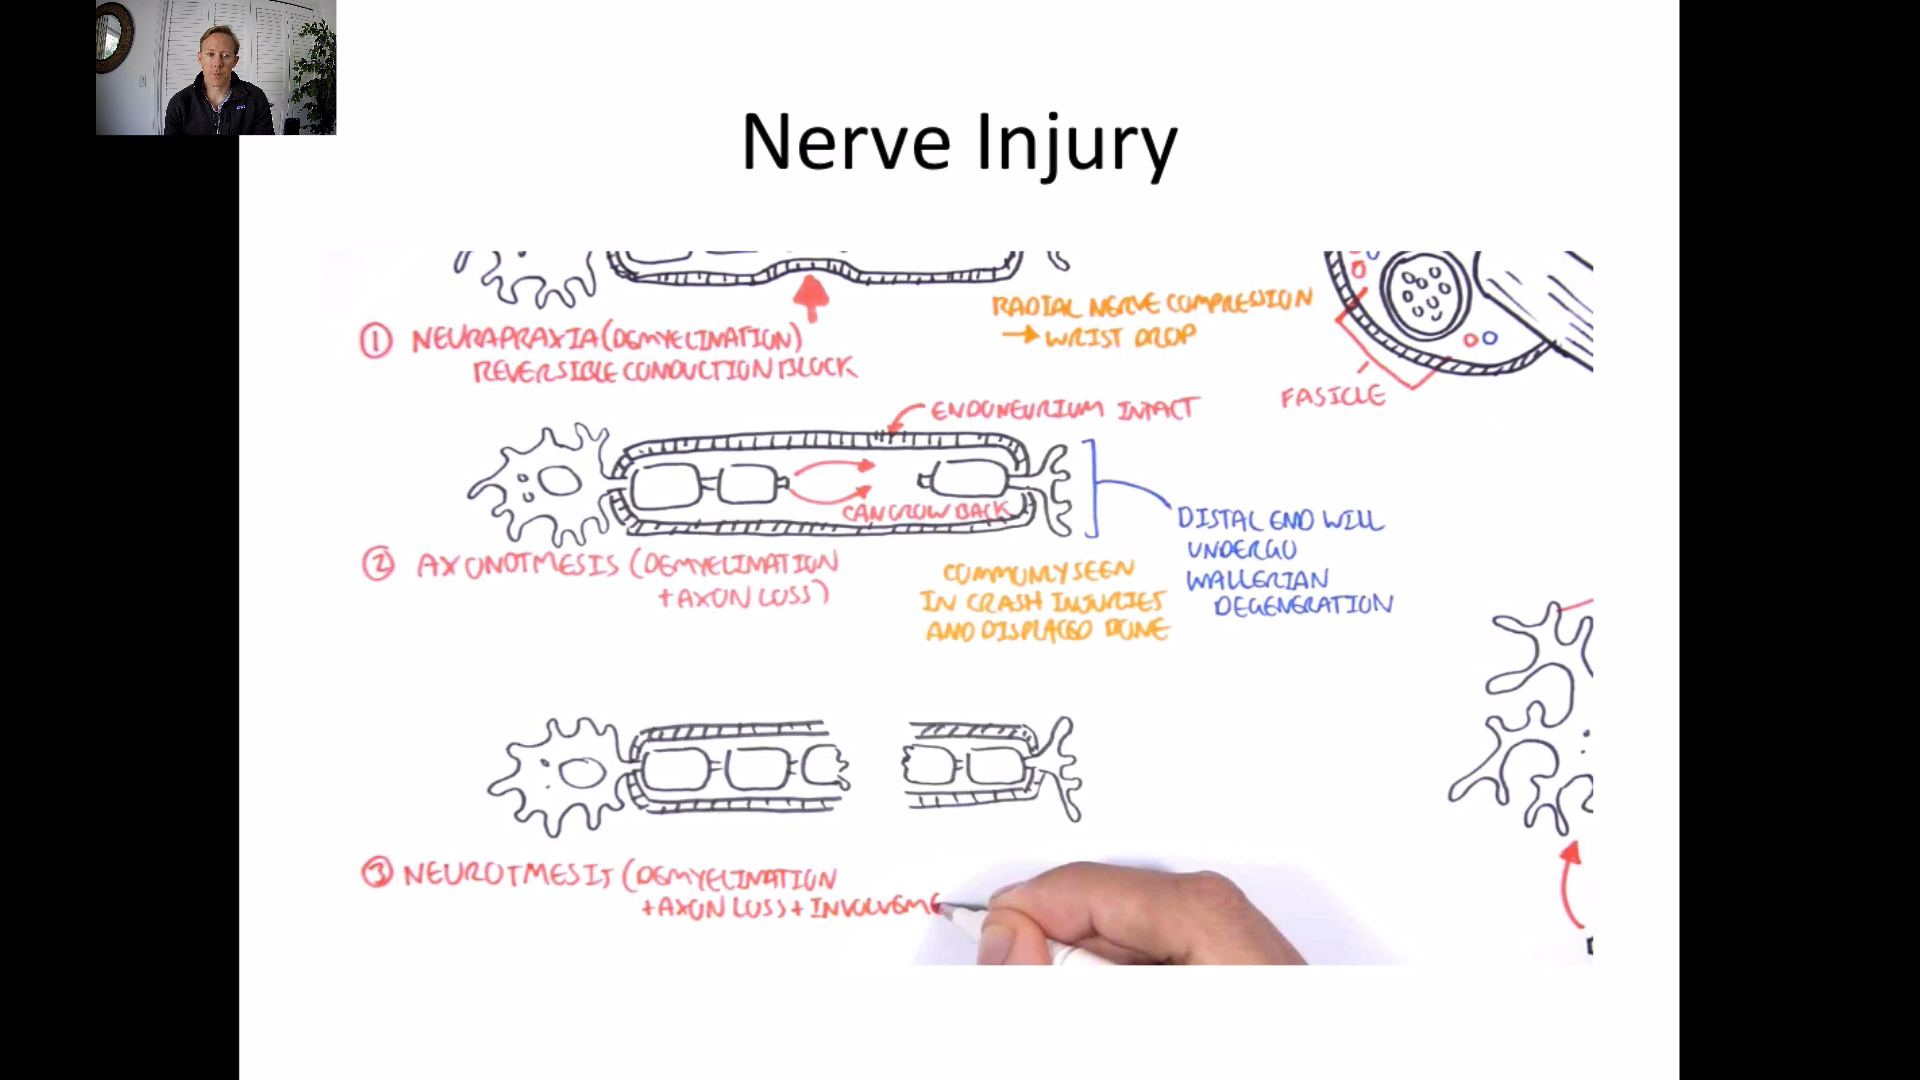 Nerve Injury
RADIAL NERVE COMPRESSION
→ WRIST DROP
① NEURAPRAXIA (DEMYELINATION)
REVERSIBLE CONDUCTION BLOCK
FASICLE
ENDONEURIUM INTACT
CAN GROW BACK
DISTAL END WILL
UNDERGO
WALLERIAN
DEGENERATION
② AXONOTMESIS (DEMYELINATION
+ AXON LOSS)
COMMONLY SEEN
IN CRASH INJURIES
AND DISPLACED BONE
③ NEUROTMESIS (DEMYELINATION
+ AXON LOSS + INVOLVEME